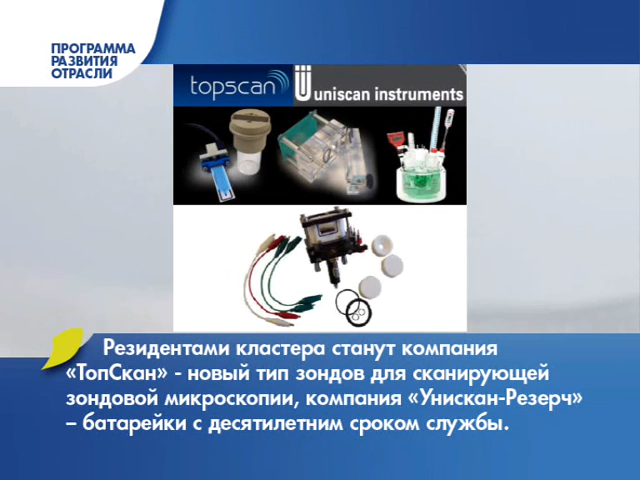 ПРОГРАММА
РАЗВИТИЯ
ОТРАСЛИ
topscan
uniscan instruments
Резидентами кластера станут компания
«ТопСкан» - новый тип зондов для сканирующей
зондовой микроскопии, компания «Унискан-Резерч»
– батарейки с десятилетним сроком службы.